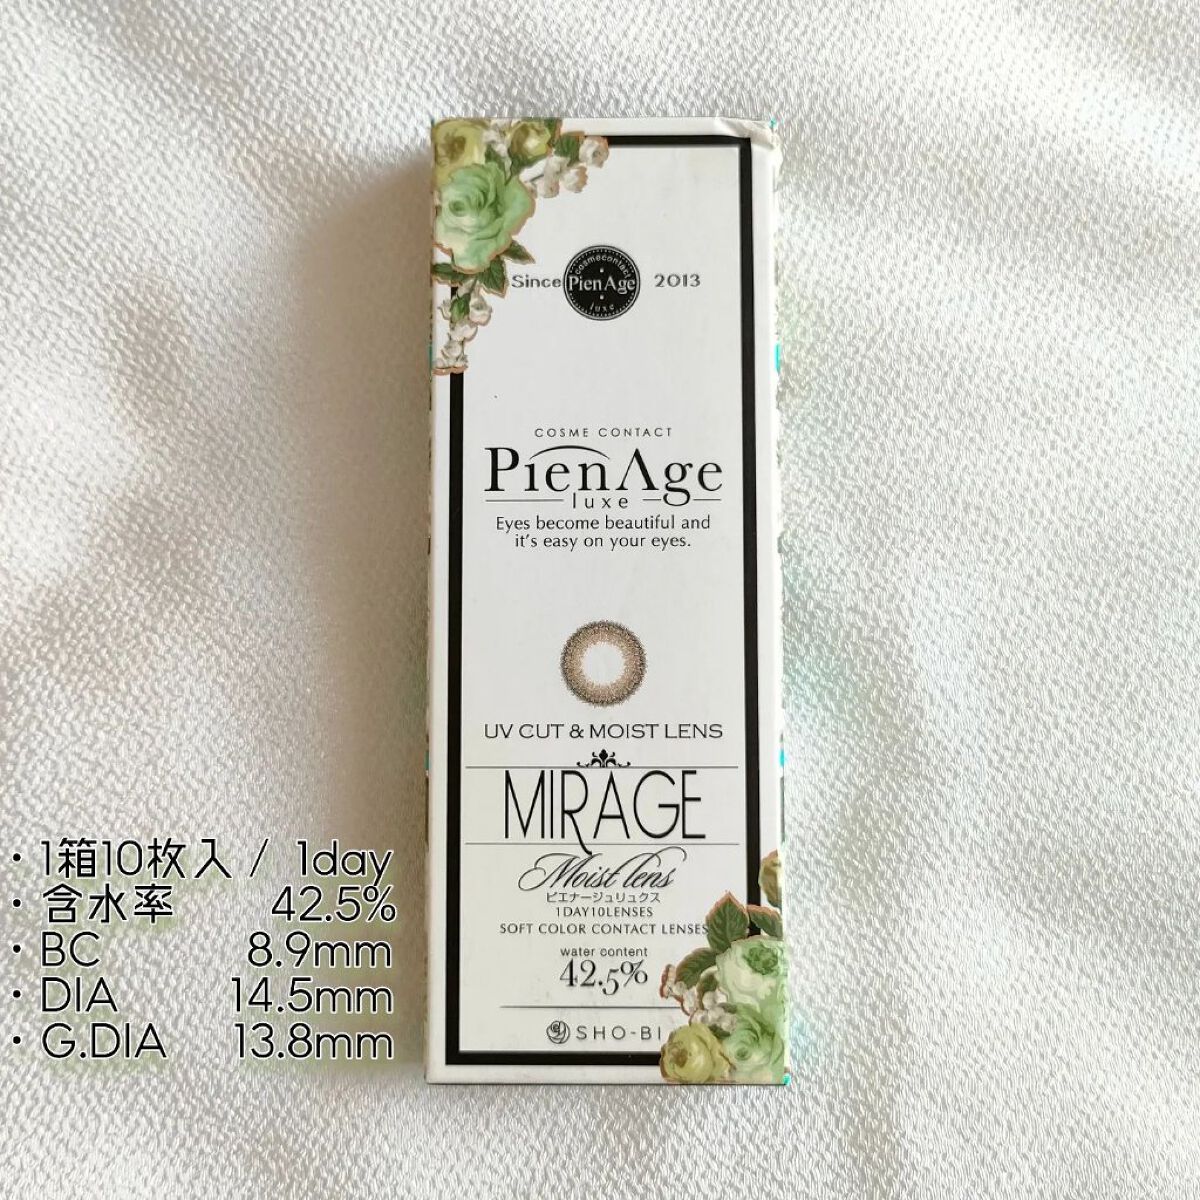 cosmecontact
Since PienAge 2013
luxe
COSME CONTACT
PienAge
luxe
Eyes become beautiful and
it's easy on your eyes.
UV CUT & MOIST LENS
MIRAGE
Moist lens
ピエナージュリュクス
1DAY10LENSES
SOFT COLOR CONTACT LENSES
water content
42.5%
SHO-BI
・1箱10枚入 / 1day
・含水率 42.5%
・BC 8.9mm
・DIA 14.5mm
・G.DIA 13.8mm